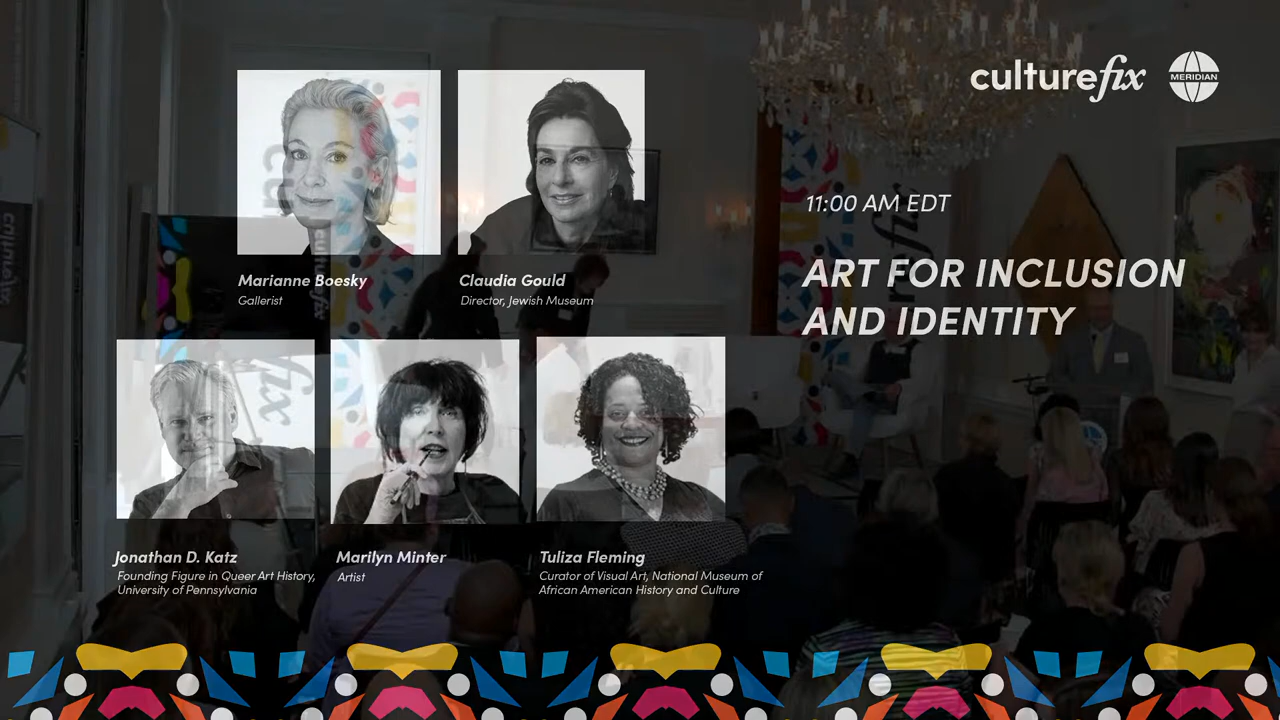 culturefix
MERIDIAN
11:00 AM EDT
ART FOR INCLUSION
AND IDENTITY
Marianne Boesky
Gallerist
Claudia Gould
Director, Jewish Museum
Jonathan D. Katz
Founding Figure in Queer Art History,
University of Pennsylvania
Marilyn Minter
Artist
Tuliza Fleming
Curator of Visual Art, National Museum of
African American History and Culture